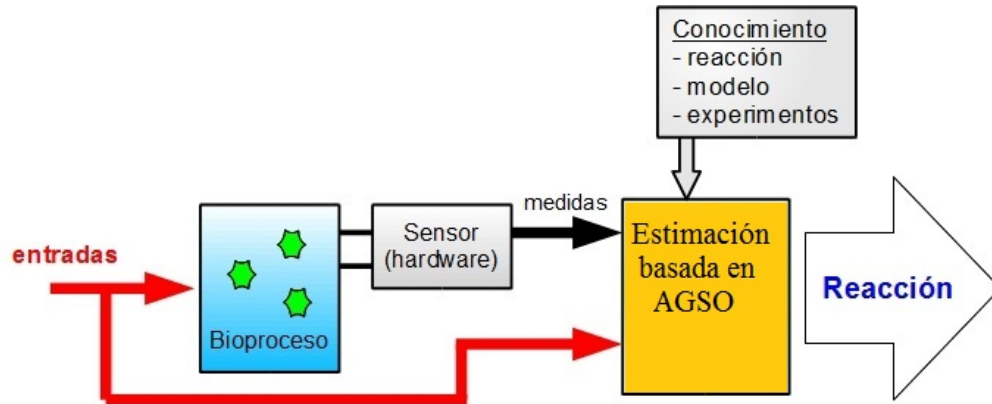 Conocimiento
- reacción
- modelo
- experimentos
medidas
entradas
Bioproceso
Sensor
(hardware)
Estimación
basada en
AGSO
Reacción